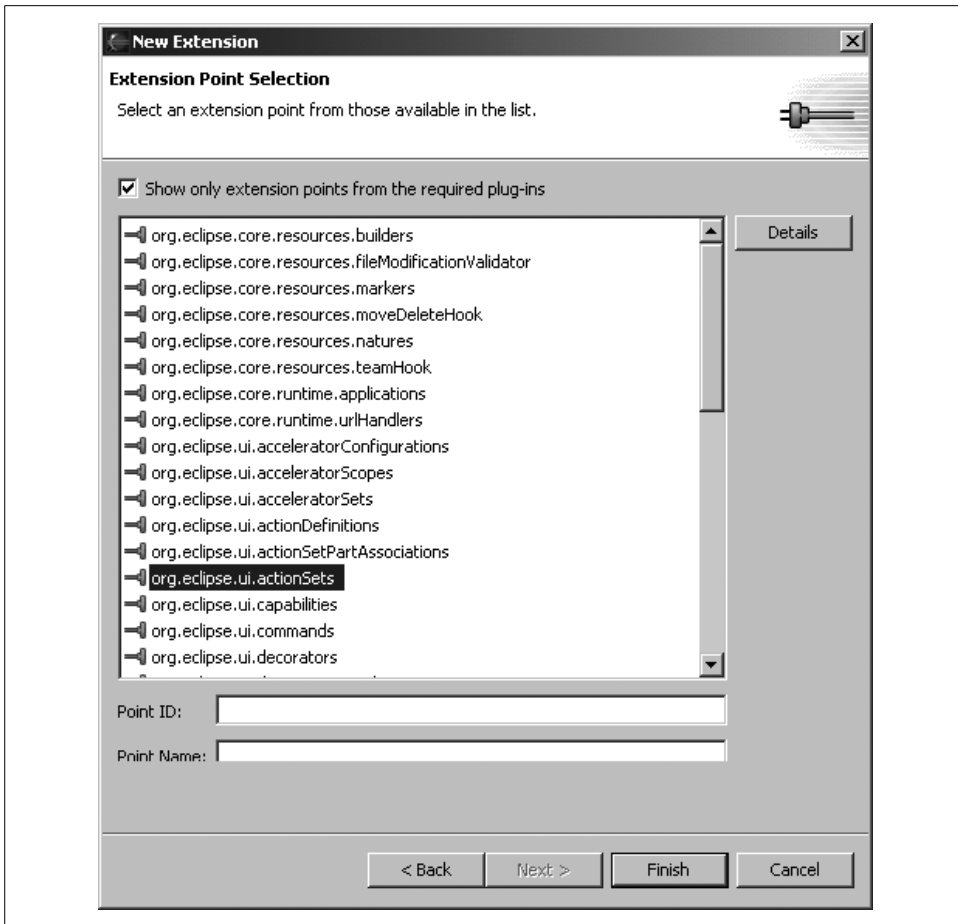 New Extension
Extension Point Selection
Select an extension point from those available in the list.
Show only extension points from the required plug-ins
org.eclipse.core.resources.builders
Details
org.eclipse.core.resources.fileModificationValidator
org.eclipse.core.resources.markers
org.eclipse.core.resources.moveDeleteHook
org.eclipse.core.resources.natures
org.eclipse.core.resources.teamHook
org.eclipse.core.runtime.applications
org.eclipse.core.runtime.urlHandlers
org.eclipse.ui.acceleratorConfigurations
org.eclipse.ui.acceleratorScopes
org.eclipse.ui.acceleratorSets
org.eclipse.ui.actionDefinitions
org.eclipse.ui.actionSetPartAssociations
org.eclipse.ui.actionSets
org.eclipse.ui.capabilities
org.eclipse.ui.commands
org.eclipse.ui.decorators
Point ID:
Point Name:
< Back Next > Finish Cancel